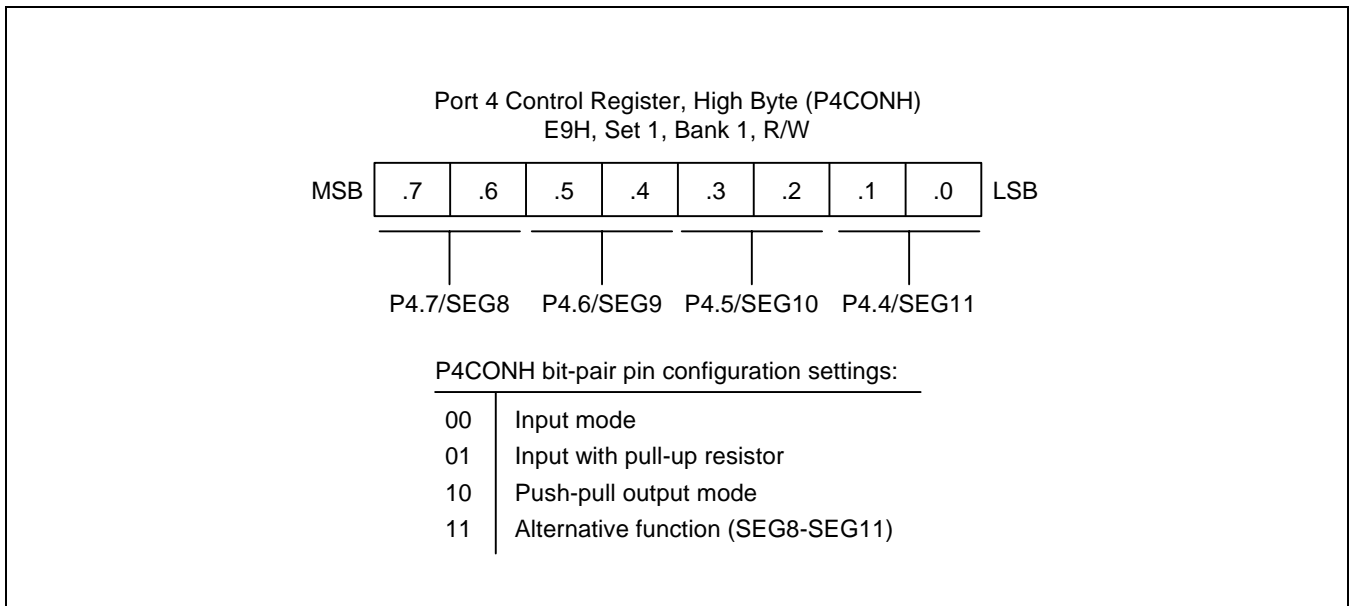 Port 4 Control Register, High Byte (P4CONH)
E9H, Set 1, Bank 1, R/W
MSB .7 .6 .5 .4 .3 .2 .1 .0 LSB
P4.7/SEG8 P4.6/SEG9 P4.5/SEG10 P4.4/SEG11
P4CONH bit-pair pin configuration settings:
00 Input mode
01 Input with pull-up resistor
10 Push-pull output mode
11 Alternative function (SEG8-SEG11)